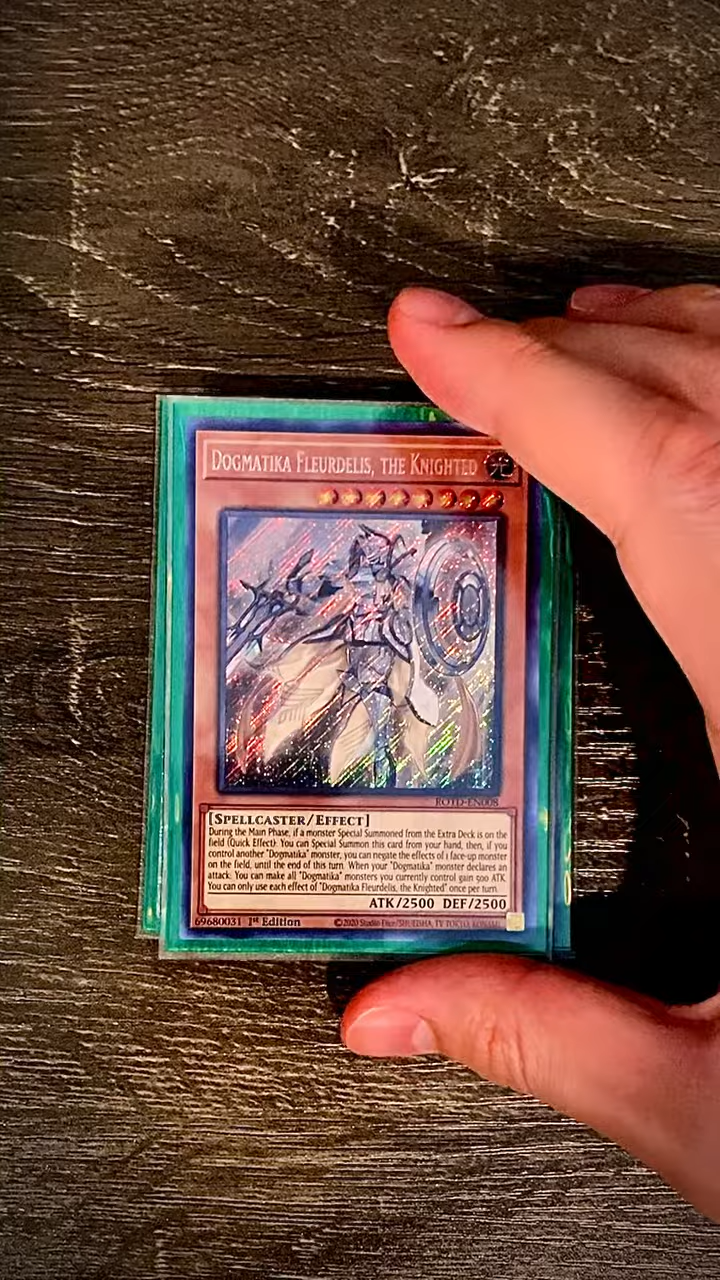 DOGMATIKA FLEURDELIS, THE KNIGHTED 光
ROTD-EN008
[SPELLCASTER/EFFECT]
During the Main Phase, if a monster Special Summoned from the Extra Deck is on the
field (Quick Effect): You can Special Summon this card from your hand, then, if you
control another "Dogmatika" monster, you can negate the effects of 1 face-up monster
on the field, until the end of this turn. When your "Dogmatika" monster declares an
attack: You can make all "Dogmatika" monsters you currently control gain 500 ATK.
You can only use each effect of "Dogmatika Fleurdelis, the Knighted" once per turn.
ATK/2500 DEF/2500
69680031 1st Edition ©2020 Studio Dice/SHUEISHA, TV TOKYO, KONAMI